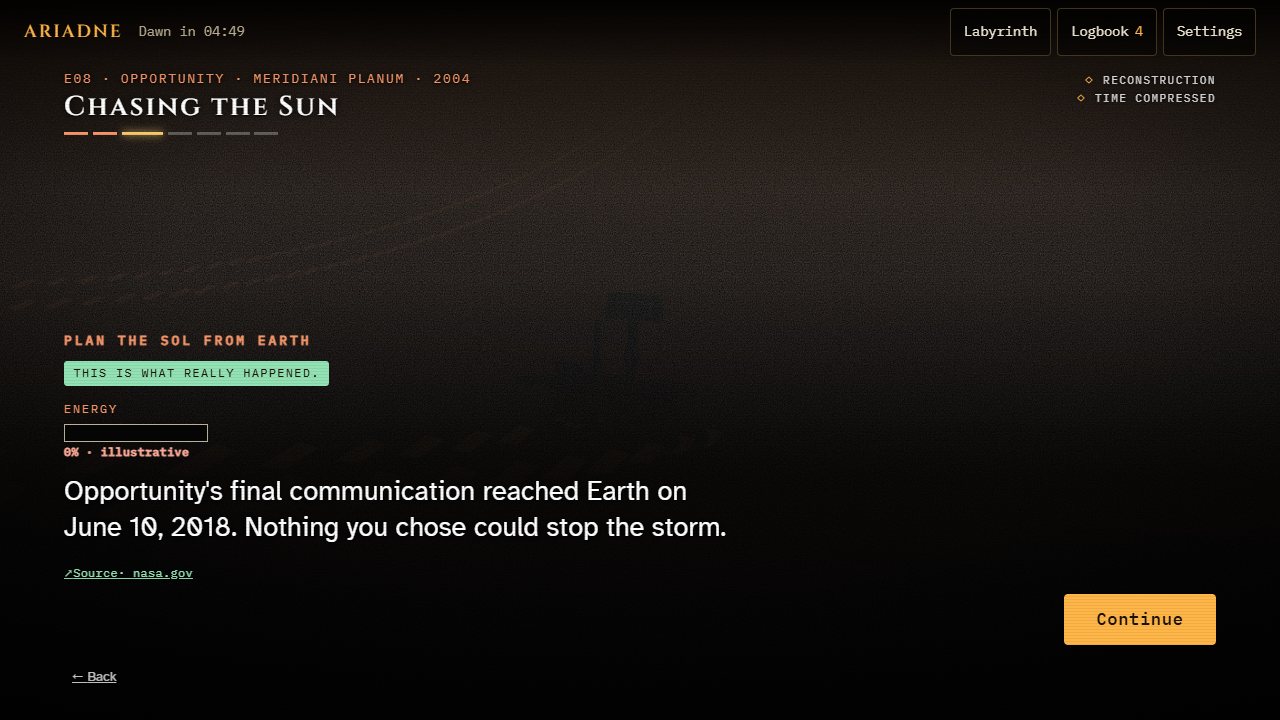 ARIADNE Dawn in 04:49 Labyrinth Logbook 4 Settings
E08 · OPPORTUNITY · MERIDIANI PLANUM · 2004
Chasing the Sun
◇ RECONSTRUCTION
◇ TIME COMPRESSED
PLAN THE SOL FROM EARTH
THIS IS WHAT REALLY HAPPENED.
ENERGY
0% · illustrative
Opportunity's final communication reached Earth on
June 10, 2018. Nothing you chose could stop the storm.
↗Source· nasa.gov
Continue
← Back